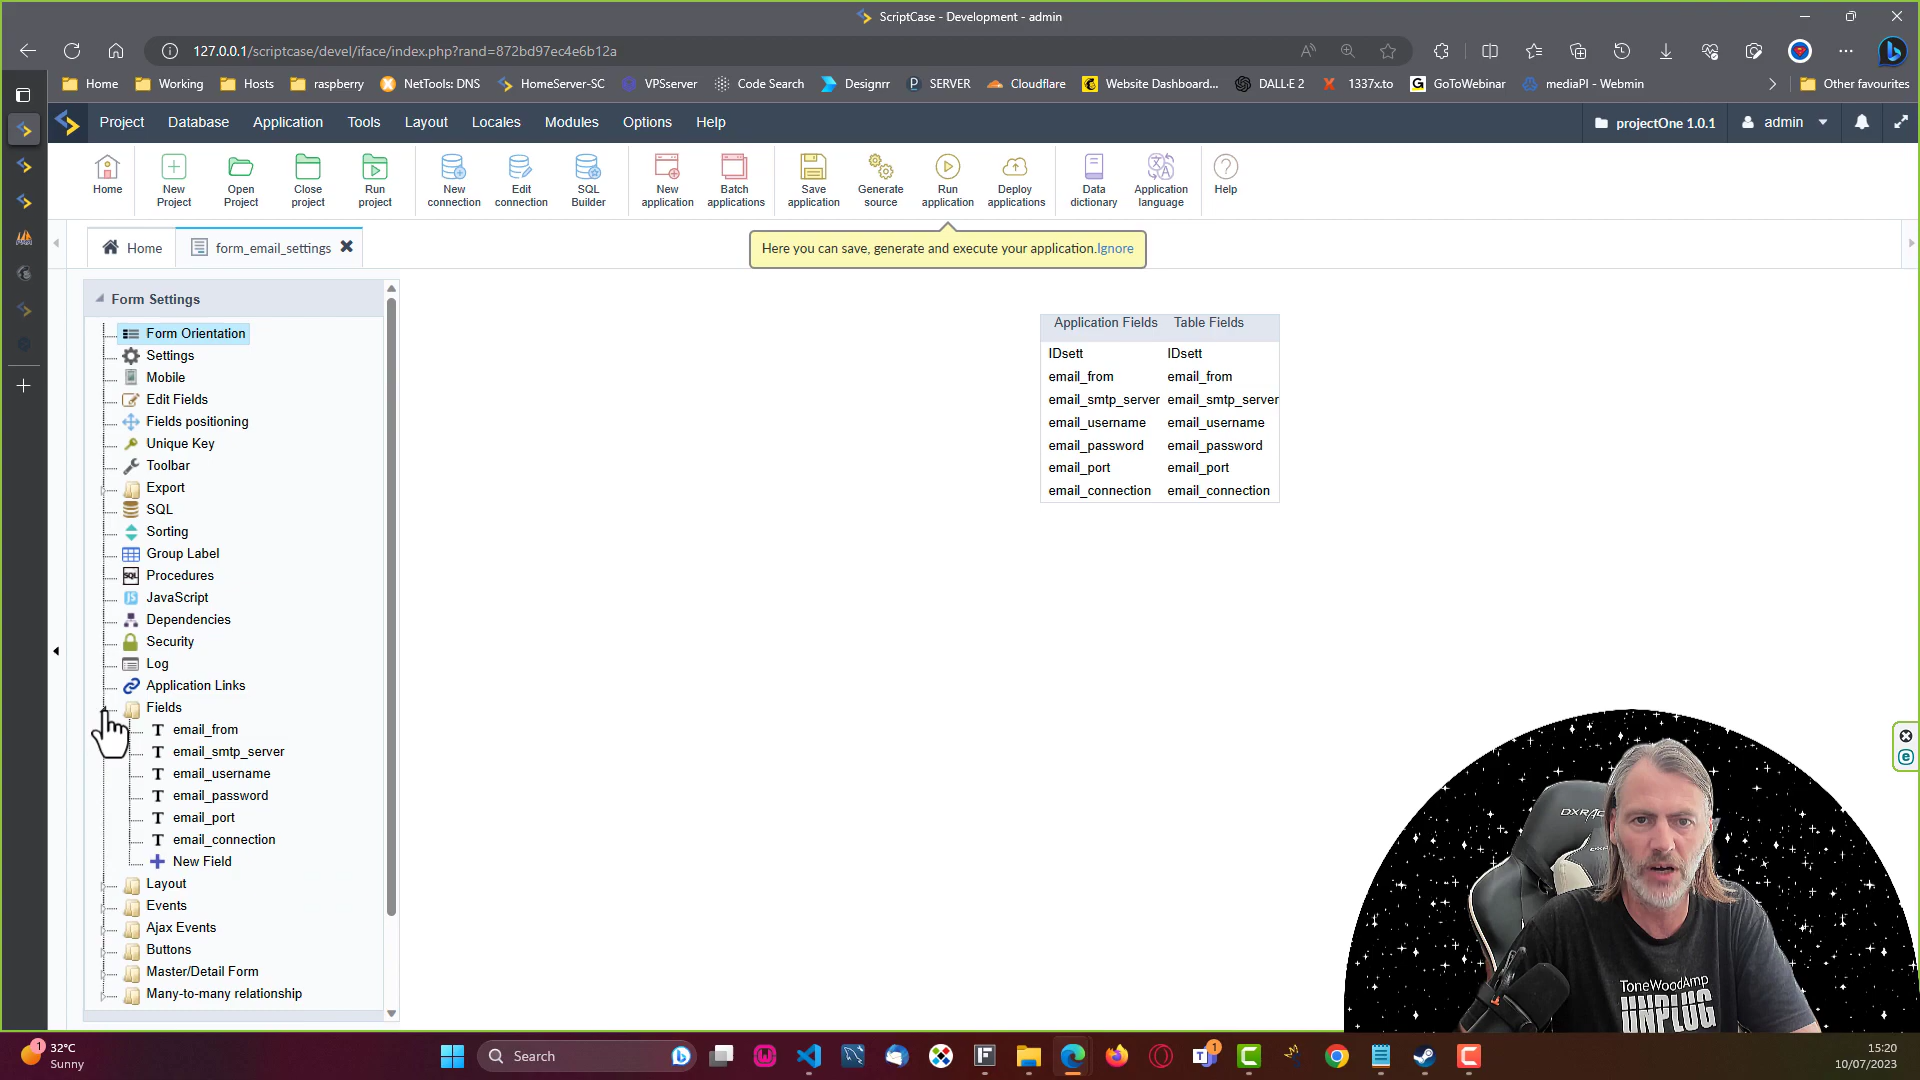 ScriptCase - Development - admin
127.0.0.1/scriptcase/devel/iface/index.php?rand=872bd97ec4e6b12a
Home Working Hosts raspberry NetTools: DNS HomeServer-SC VPSserver Code Search Designrr SERVER Cloudflare Website Dashboard... DALL·E 2 1337x.to GoToWebinar mediaPI - Webmin Other favourites
Project Database Application Tools Layout Locales Modules Options Help projectOne 1.0.1 admin
Home
New Project
Open Project
Close project
Run project
New connection
Edit connection
SQL Builder
New application
Batch applications
Save application
Generate source
Run application
Deploy applications
Data dictionary
Application language
Help
Home form_email_settings
Here you can save, generate and execute your application.Ignore
Form Settings
Form Orientation
Settings
Mobile
Edit Fields
Fields positioning
Unique Key
Toolbar
Export
SQL
Sorting
Group Label
Procedures
JavaScript
Dependencies
Security
Log
Application Links
Fields
email_from
email_smtp_server
email_username
email_password
email_port
email_connection
New Field
Layout
Events
Ajax Events
Buttons
Master/Detail Form
Many-to-many relationship
Application Fields Table Fields
IDsett IDsett
email_from email_from
email_smtp_server email_smtp_server
email_username email_username
email_password email_password
email_port email_port
email_connection email_connection
ToneWoodAmp
UNPLUG
1
32°C
Sunny
Search
1
15:20
10/07/2023